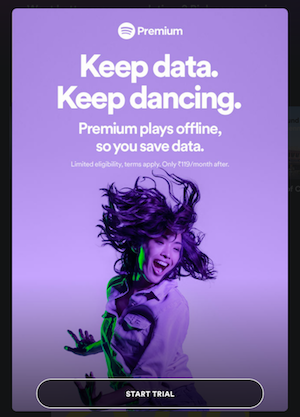 Premium
Keep data.
Keep dancing.
Premium plays offline,
so you save data.
Limited eligibility, terms apply. Only ₹119/month after.
START TRIAL